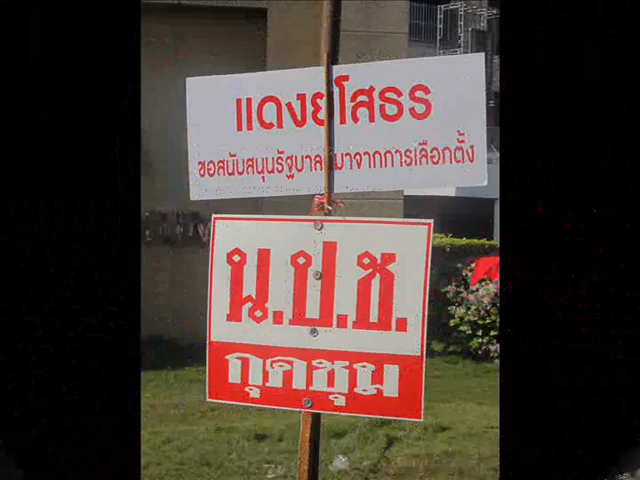 แดงยโสธร
ขอสนับสนุนรัฐบาลที่มาจากการเลือกตั้ง
น.ป.ช.
กุดชุม